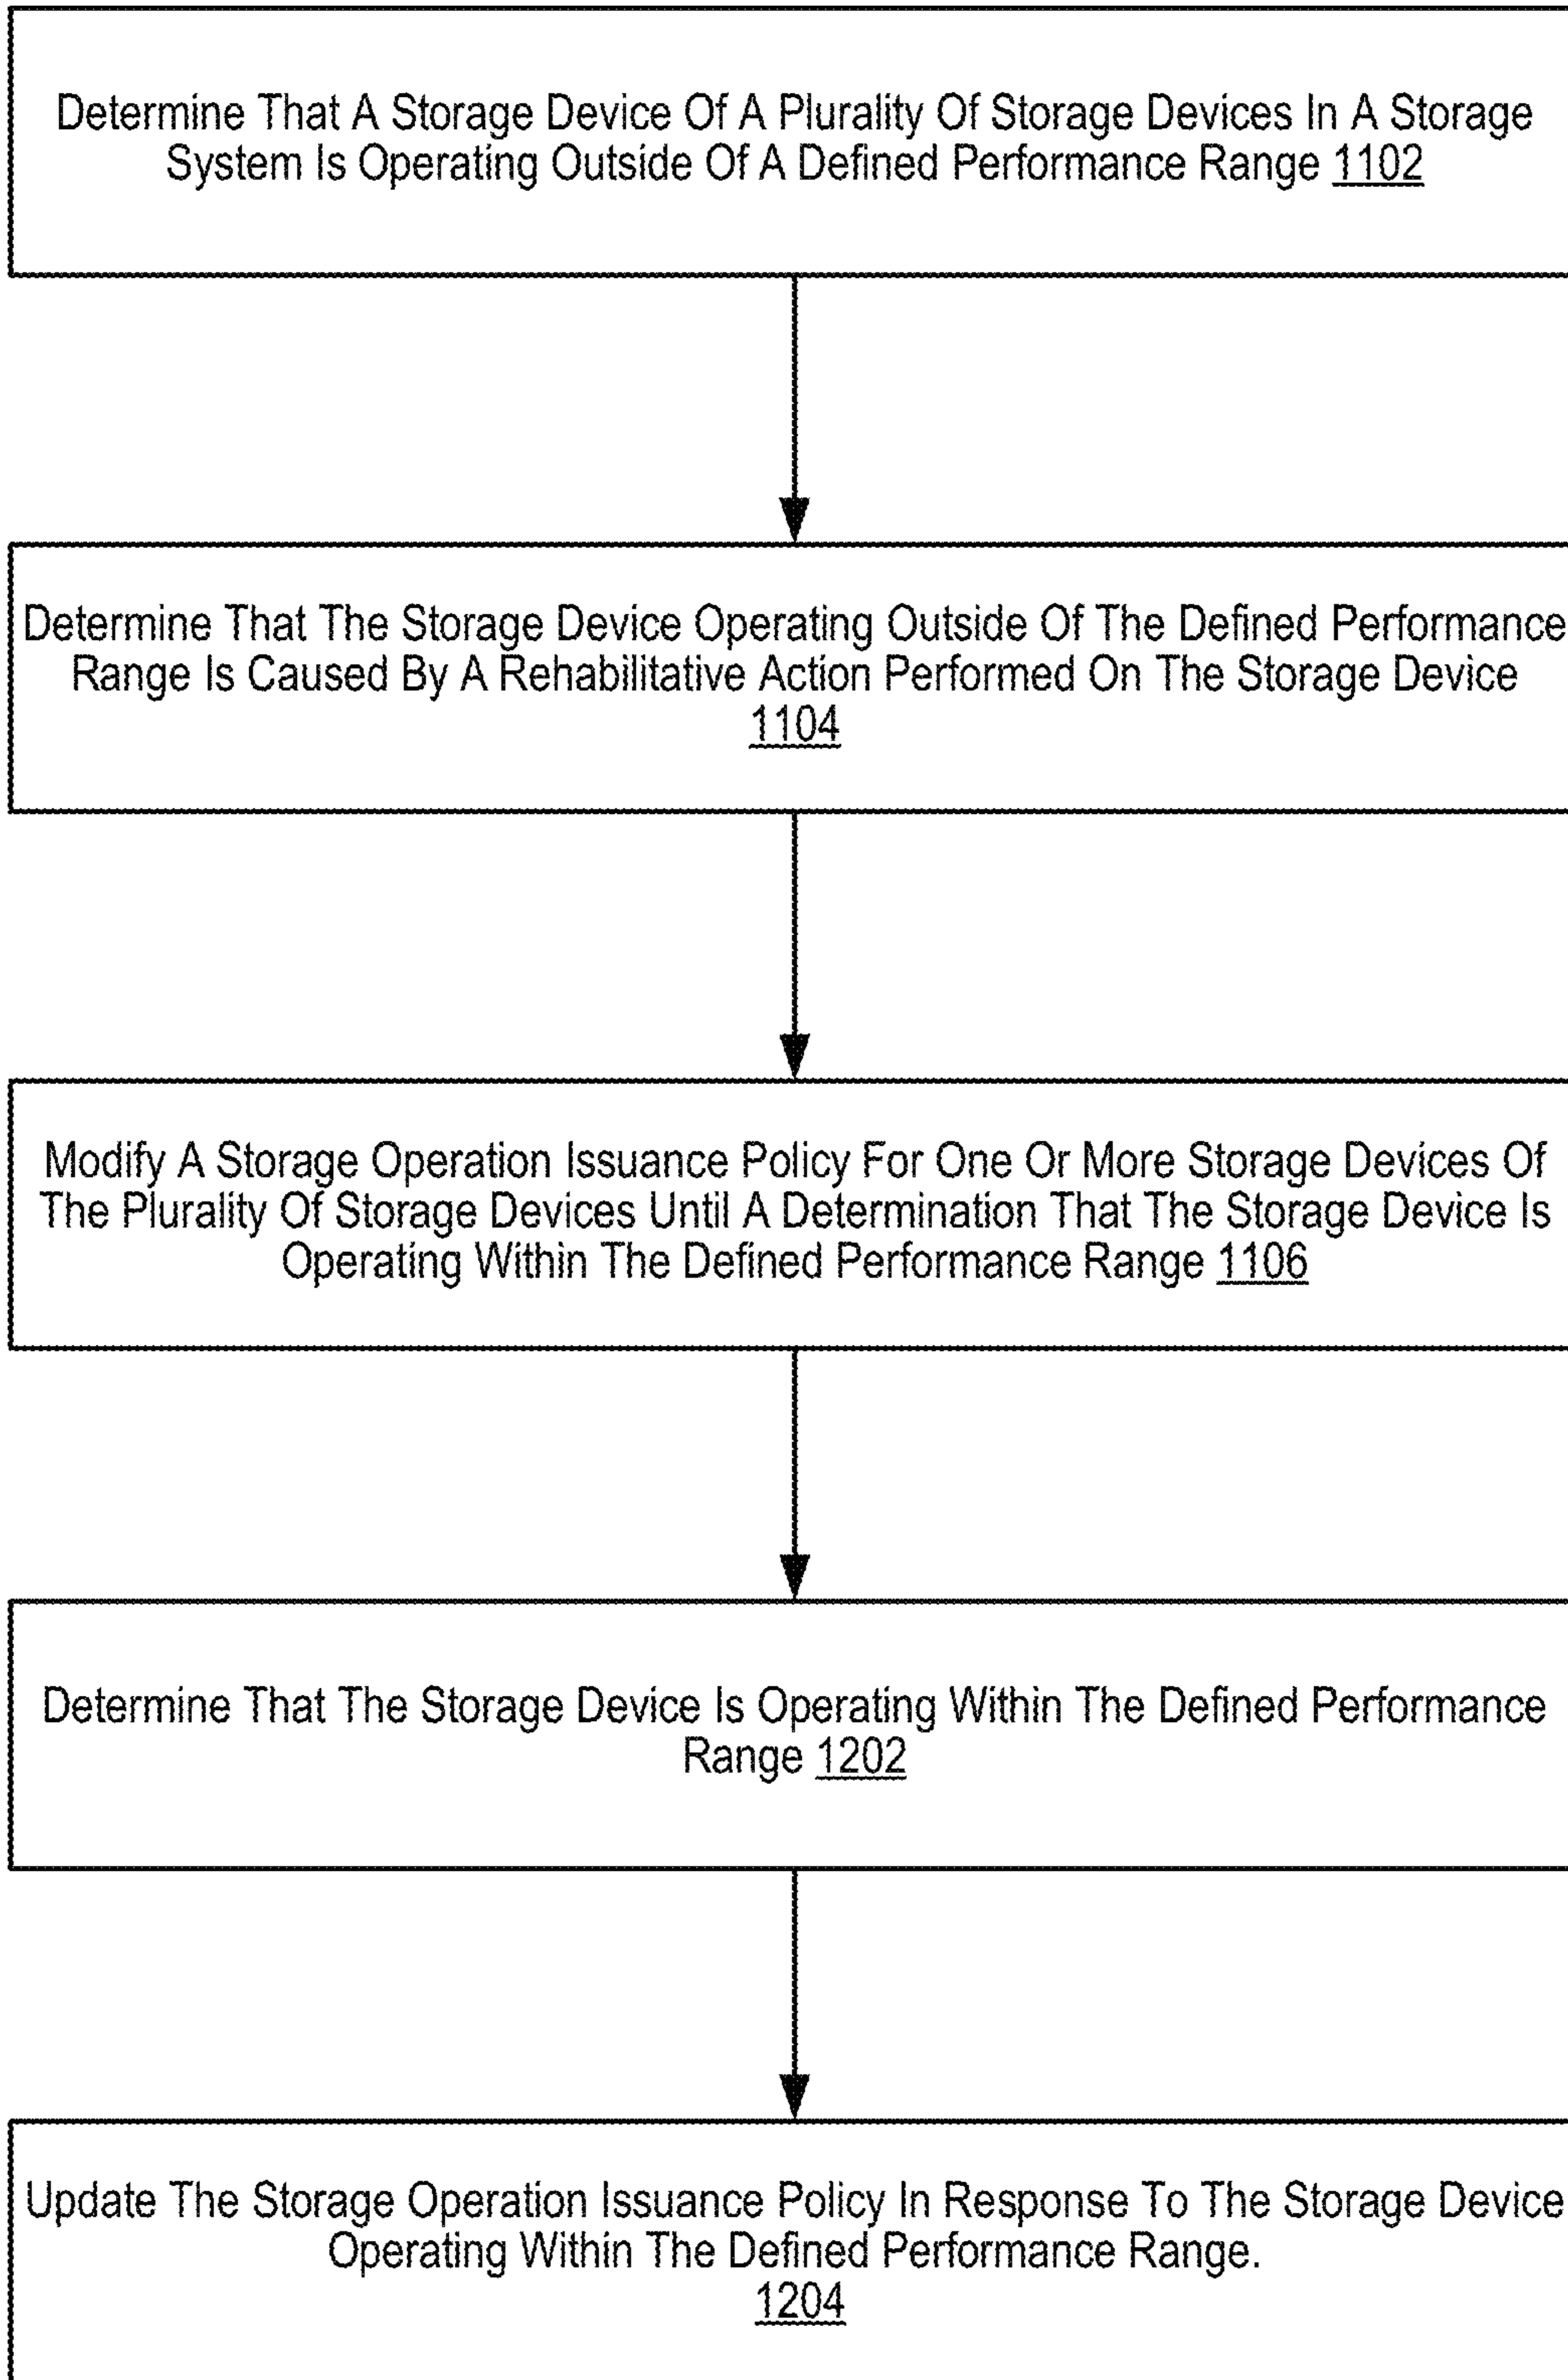 Determine That A Storage Device Of A Plurality Of Storage Devices In A Storage
System Is Operating Outside Of A Defined Performance Range 1102
Determine That The Storage Device Operating Outside Of The Defined Performance
Range Is Caused By A Rehabilitative Action Performed On The Storage Device
1104
Modify A Storage Operation Issuance Policy For One Or More Storage Devices Of
The Plurality Of Storage Devices Until A Determination That The Storage Device Is
Operating Within The Defined Performance Range 1106
Determine That The Storage Device Is Operating Within The Defined Performance
Range 1202
Update The Storage Operation Issuance Policy In Response To The Storage Device
Operating Within The Defined Performance Range.
1204